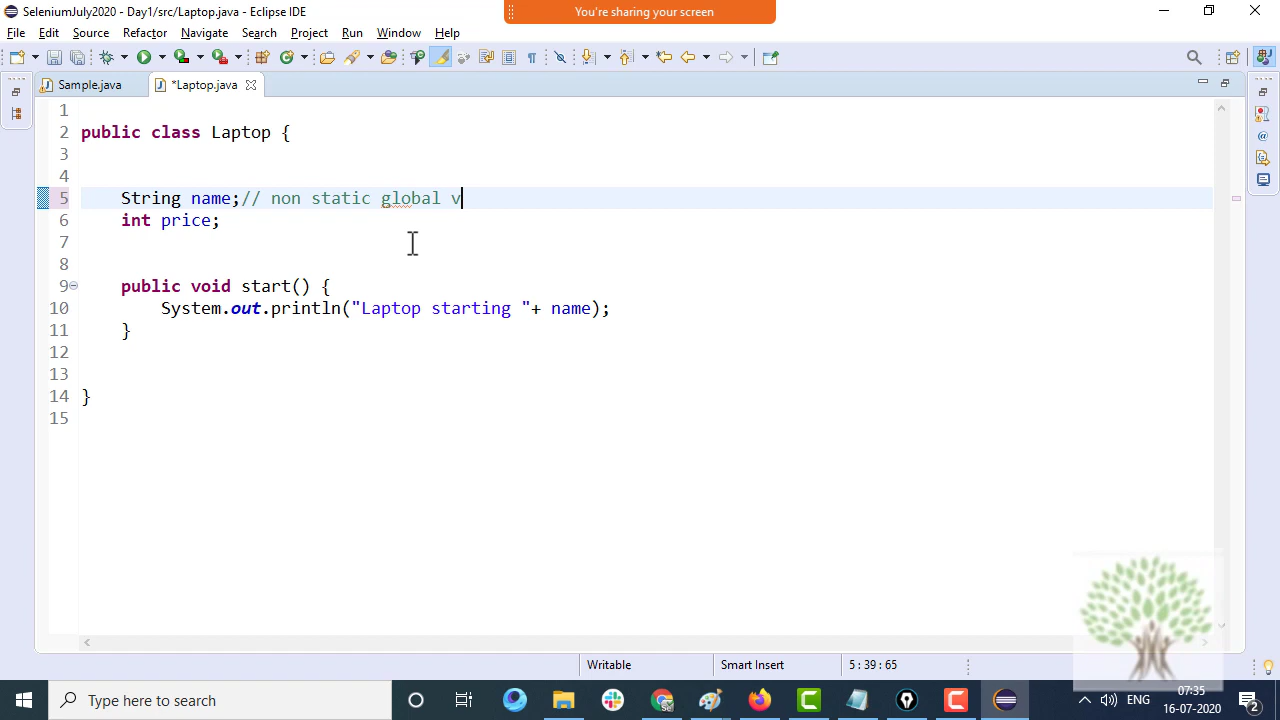 SeleniumJuly2020 - Day1/src/Laptop.java - Eclipse IDE
You're sharing your screen
File Edit Source Refactor Navigate Search Project Run Window Help
Sample.java *Laptop.java
1
2 public class Laptop {
3
4
5 String name;// non static global v
6 int price;
7
8
9 public void start() {
10 System.out.println("Laptop starting "+ name);
11 }
12
13
14 }
15
Writable Smart Insert 5 : 39 : 65
Type here to search
ENG
07:35
16-07-2020
2